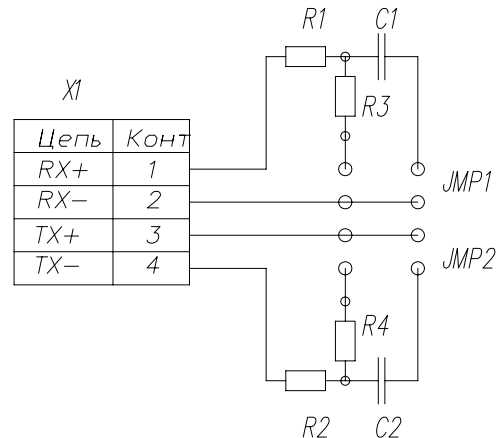 R1 C1
X1
R3
Цепь Конт
RX+ 1
JMP1
RX- 2
TX+ 3
JMP2
TX- 4
R4
R2 C2